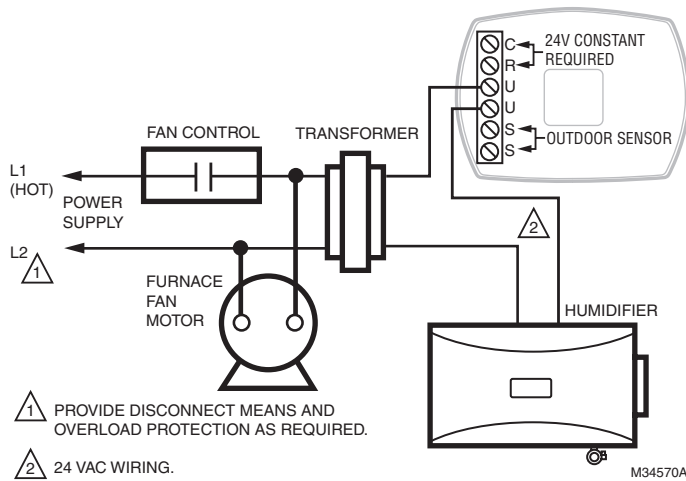 C
24V CONSTANT
REQUIRED
R
U
U
S
OUTDOOR SENSOR
S
FAN CONTROL
TRANSFORMER
L1
(HOT)
POWER
SUPPLY
L2
1
2
FURNACE
FAN
MOTOR
HUMIDIFIER
1 PROVIDE DISCONNECT MEANS AND
OVERLOAD PROTECTION AS REQUIRED.
2 24 VAC WIRING.
M34570A